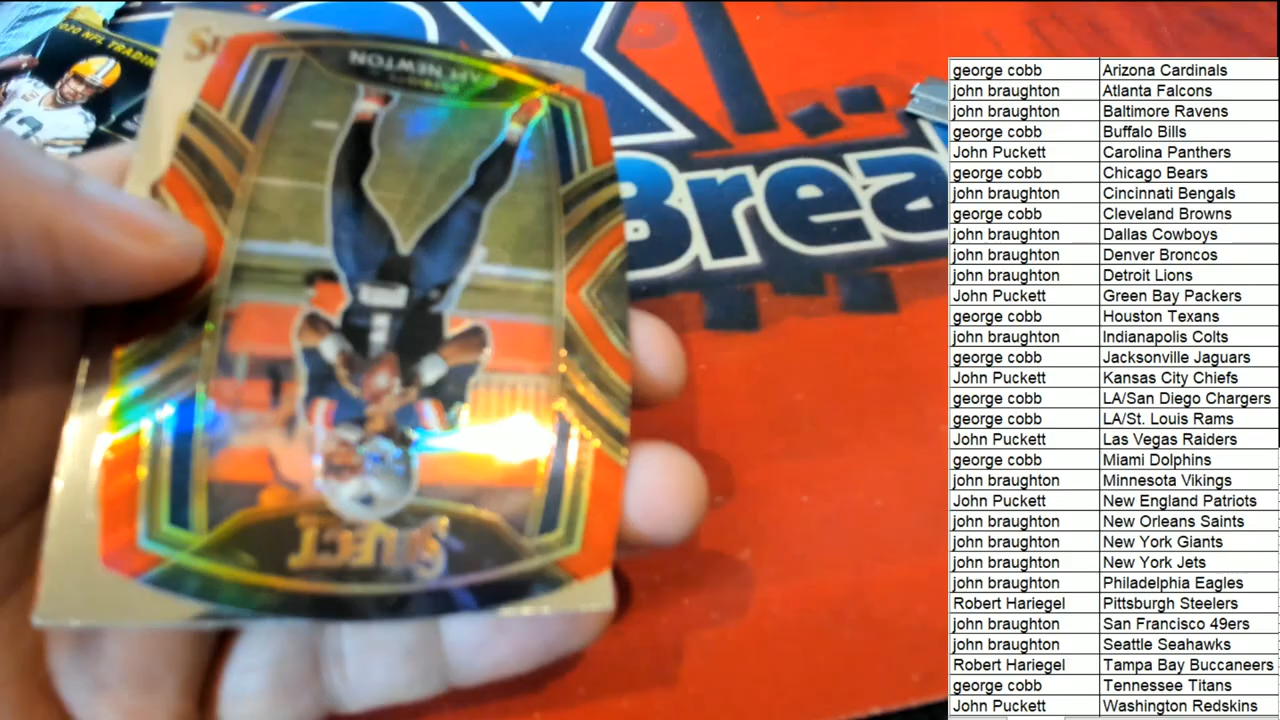 2020 NFL TRADIN
CAM NEWTON
1
SELECT
X!
Brea
george cobb Arizona Cardinals
john braughton Atlanta Falcons
john braughton Baltimore Ravens
george cobb Buffalo Bills
John Puckett Carolina Panthers
george cobb Chicago Bears
john braughton Cincinnati Bengals
george cobb Cleveland Browns
john braughton Dallas Cowboys
john braughton Denver Broncos
john braughton Detroit Lions
John Puckett Green Bay Packers
george cobb Houston Texans
john braughton Indianapolis Colts
george cobb Jacksonville Jaguars
John Puckett Kansas City Chiefs
george cobb LA/San Diego Chargers
george cobb LA/St. Louis Rams
John Puckett Las Vegas Raiders
george cobb Miami Dolphins
john braughton Minnesota Vikings
John Puckett New England Patriots
john braughton New Orleans Saints
john braughton New York Giants
john braughton New York Jets
john braughton Philadelphia Eagles
Robert Hariegel Pittsburgh Steelers
john braughton San Francisco 49ers
john braughton Seattle Seahawks
Robert Hariegel Tampa Bay Buccaneers
george cobb Tennessee Titans
John Puckett Washington Redskins